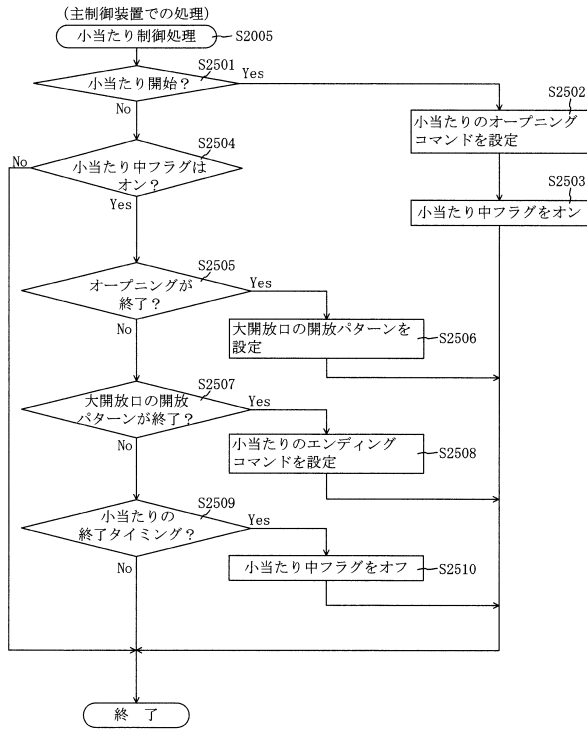 (主制御装置での処理)
小当たり制御処理
S2005
S2501
小当たり開始?
Yes
No
S2502
小当たりのオープニング
コマンドを設定
S2503
小当たり中フラグをオン
S2504
小当たり中フラグは
オン?
No
Yes
S2505
オープニングが
終了?
Yes
No
大開放口の開放パターンを
設定
S2506
S2507
大開放口の開放
パターンが終了?
Yes
No
小当たりのエンディング
コマンドを設定
S2508
S2509
小当たりの
終了タイミング?
Yes
No
小当たり中フラグをオフ
S2510
終 了